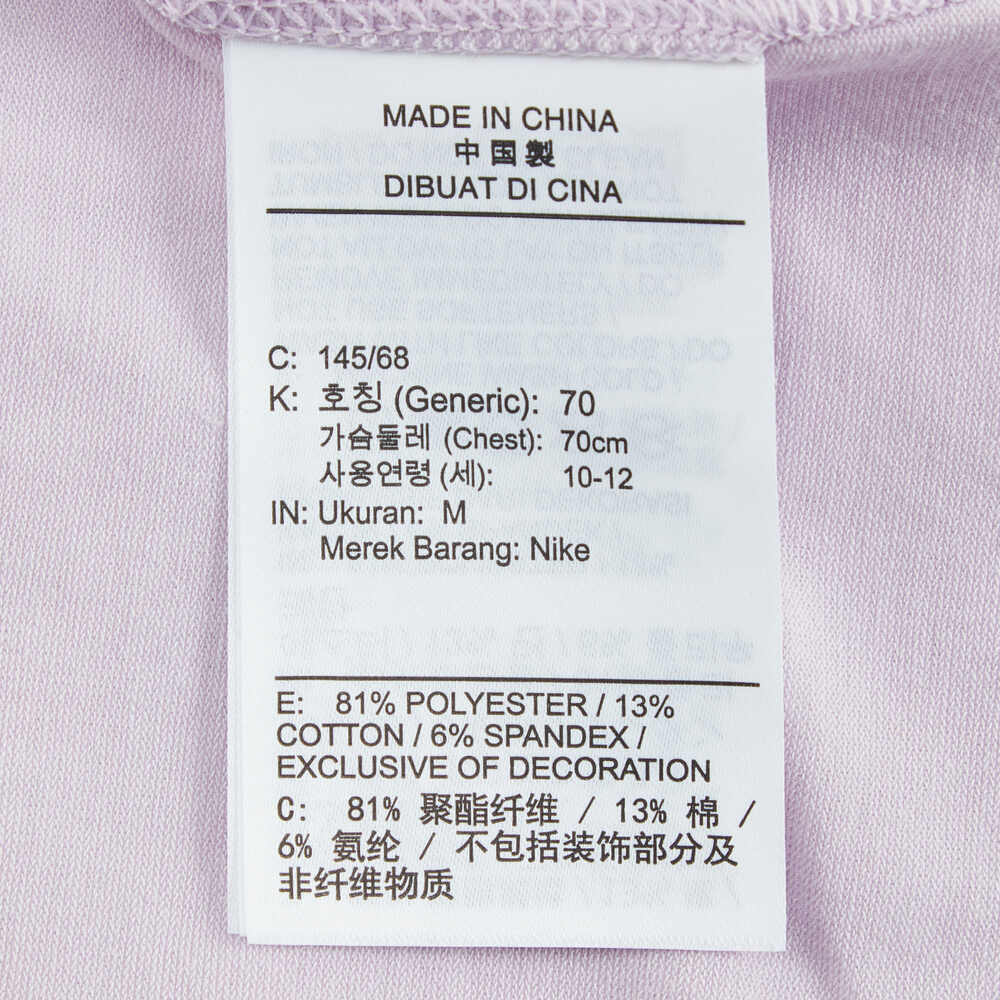 MADE IN CHINA
中国製
DIBUAT DI CINA
C: 145/68
K: 호칭 (Generic): 70
가슴둘레 (Chest): 70cm
사용연령 (세): 10-12
IN: Ukuran: M
Merek Barang: Nike
E: 81% POLYESTER / 13%
COTTON / 6% SPANDEX /
EXCLUSIVE OF DECORATION
C: 81% 聚酯纤维 / 13% 棉 /
6% 氨纶 / 不包括装饰部分及
非纤维物质